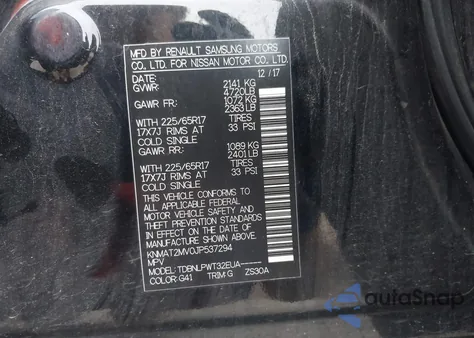 MFD BY RENAULT SAMSUNG MOTORS
CO. LTD. FOR NISSAN MOTOR CO. LTD.
DATE: 12/17
GVWR: 2141 KG
4720LB
GAWR FR: 1072 KG
2363 LB
WITH 225/65R17 TIRES
17X7J RIMS AT 33 PSI
COLD SINGLE
GAWR RR: 1089 KG
2401 LB
WITH 225/65R17 TIRES
17X7J RIMS AT 33 PSI
COLD SINGLE
THIS VEHICLE CONFORMS TO
ALL APPLICABLE FEDERAL
MOTOR VEHICLE SAFETY AND
THEFT PREVENTION STANDARDS
IN EFFECT ON THE DATE OF
MANUFACTURE SHOWN ABOVE.
KNMAT2MV0JP537294
MPV
MODEL: TDBNLPWT32EUA-----
COLOR: G41 TRIM: G ZS30A
autoSnap